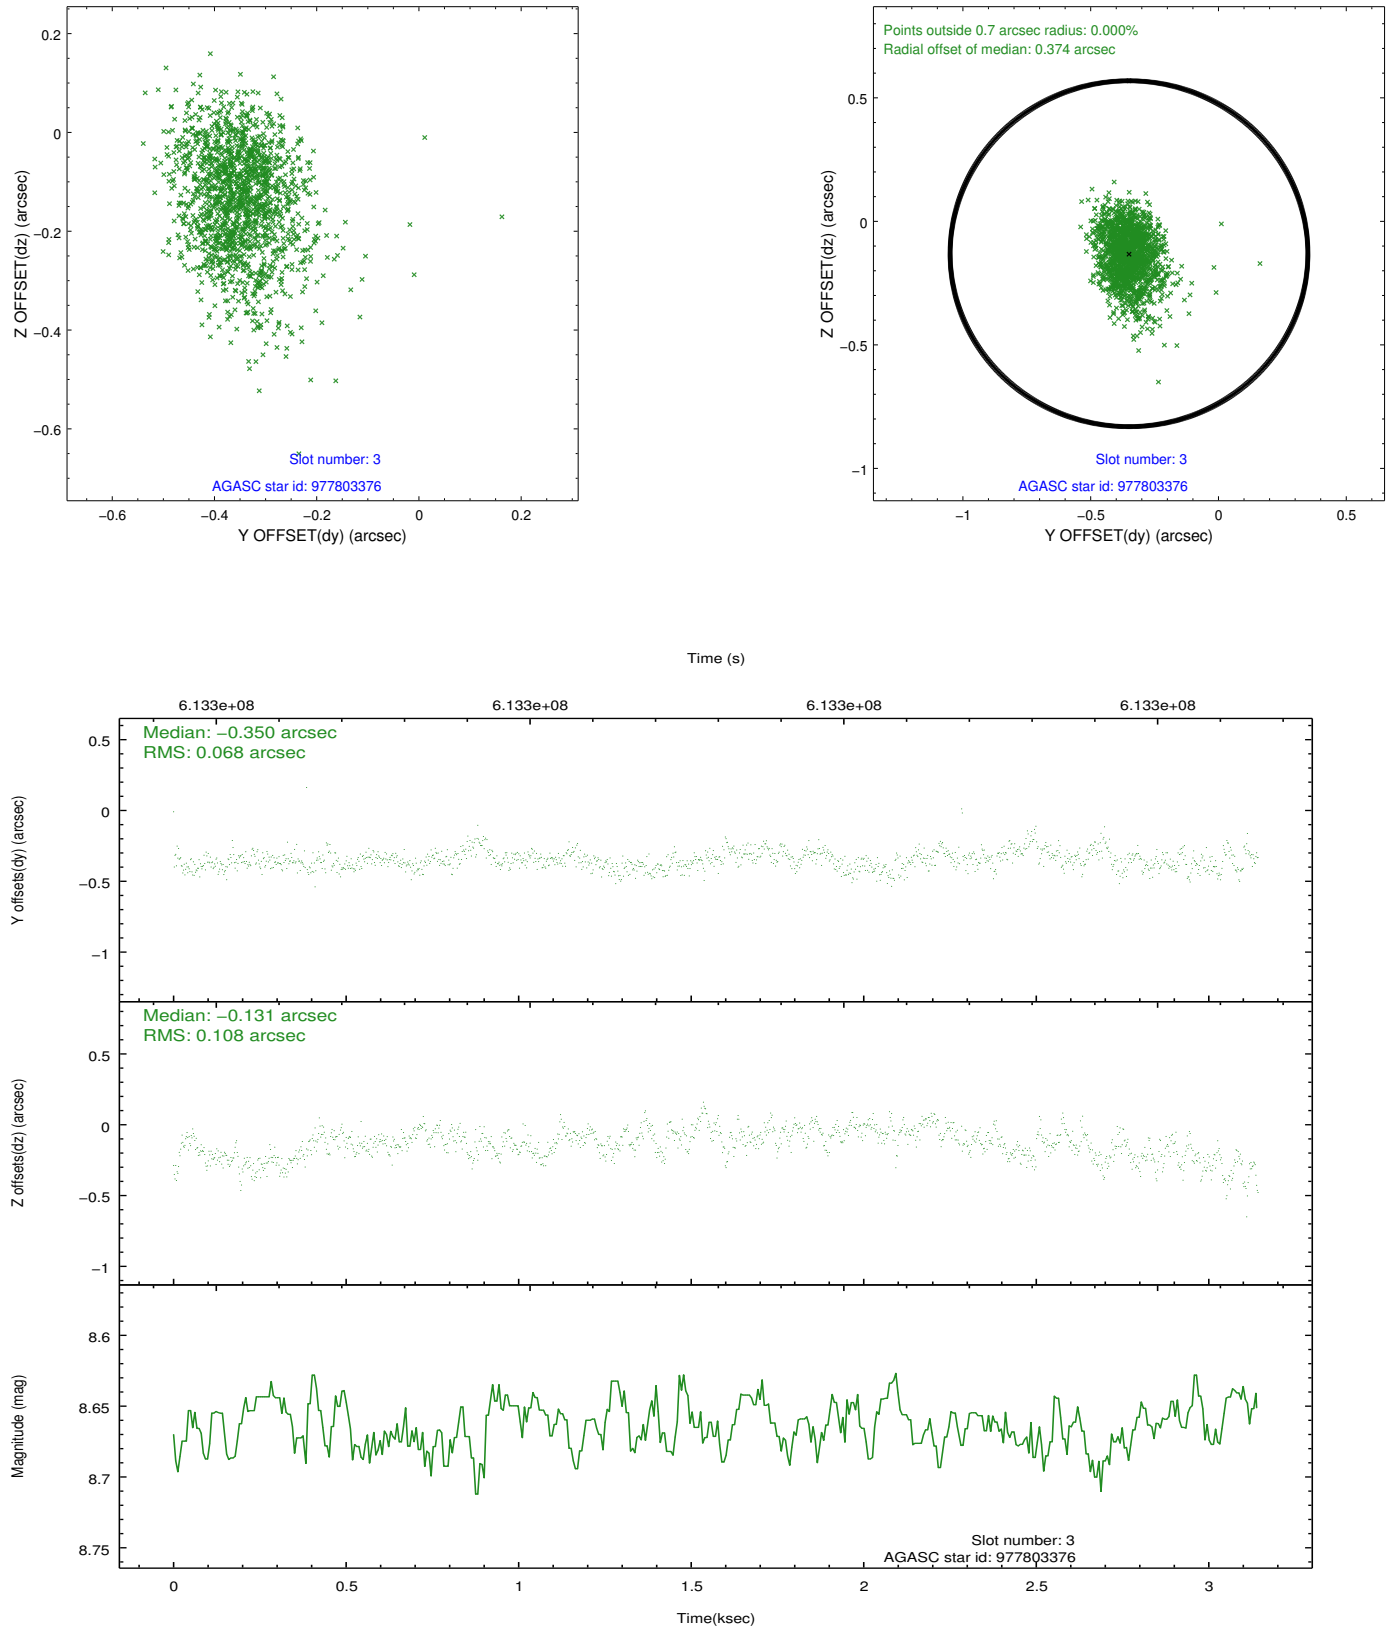 0.2
0
−0.2
−0.4
−0.6
Z OFFSET(dz) (arcsec)
Slot number: 3
AGASC star id: 977803376
−0.6
−0.4
−0.2
0
0.2
Y OFFSET(dy) (arcsec)
Points outside 0.7 arcsec radius: 0.000%
Radial offset of median: 0.374 arcsec
0.5
0
−0.5
−1
Z OFFSET(dz) (arcsec)
Slot number: 3
AGASC star id: 977803376
−1
−0.5
0
0.5
Y OFFSET(dy) (arcsec)
Time (s)
6.133e+08
6.133e+08
6.133e+08
6.133e+08
Median: −0.350 arcsec
RMS: 0.068 arcsec
0.5
0
−0.5
−1
Y offsets(dy) (arcsec)
Median: −0.131 arcsec
RMS: 0.108 arcsec
0.5
0
−0.5
−1
Z offsets(dz) (arcsec)
8.6
8.65
8.7
8.75
Magnitude (mag)
Slot number: 3
AGASC star id: 977803376
0
0.5
1
1.5
2
2.5
3
Time(ksec)